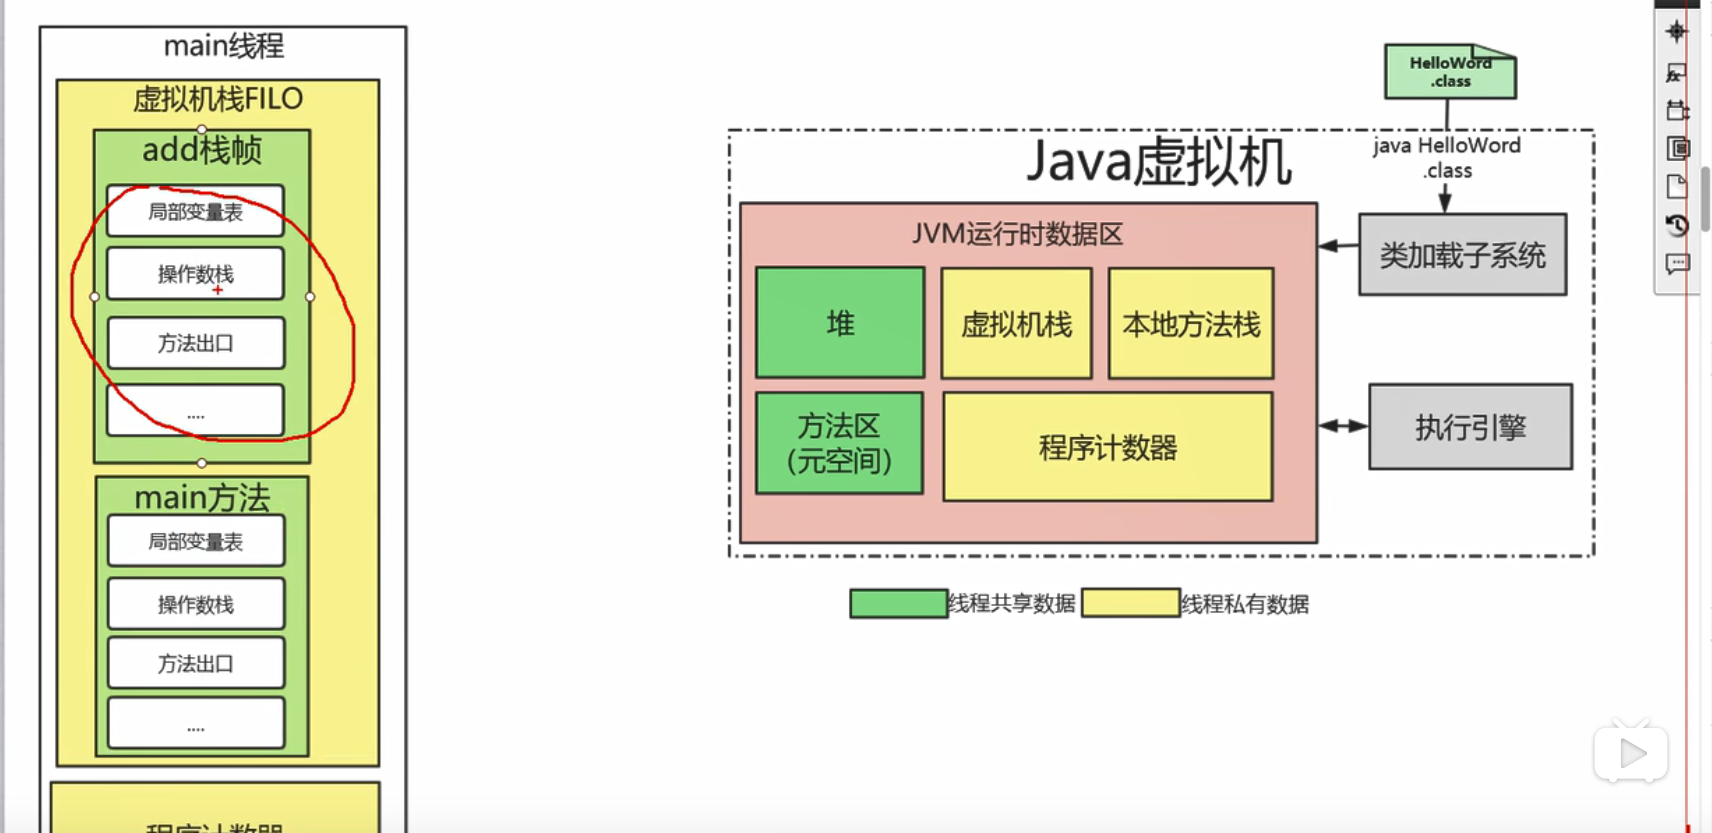 main线程
虚拟机栈FILO
add栈帧
局部变量表
操作数栈
方法出口
....
main方法
局部变量表
操作数栈
方法出口
....
程序计数器
HelloWord
.class
java HelloWord
.class
Java虚拟机
JVM运行时数据区
类加载子系统
堆
虚拟机栈
本地方法栈
方法区
(元空间)
程序计数器
执行引擎
线程共享数据
线程私有数据